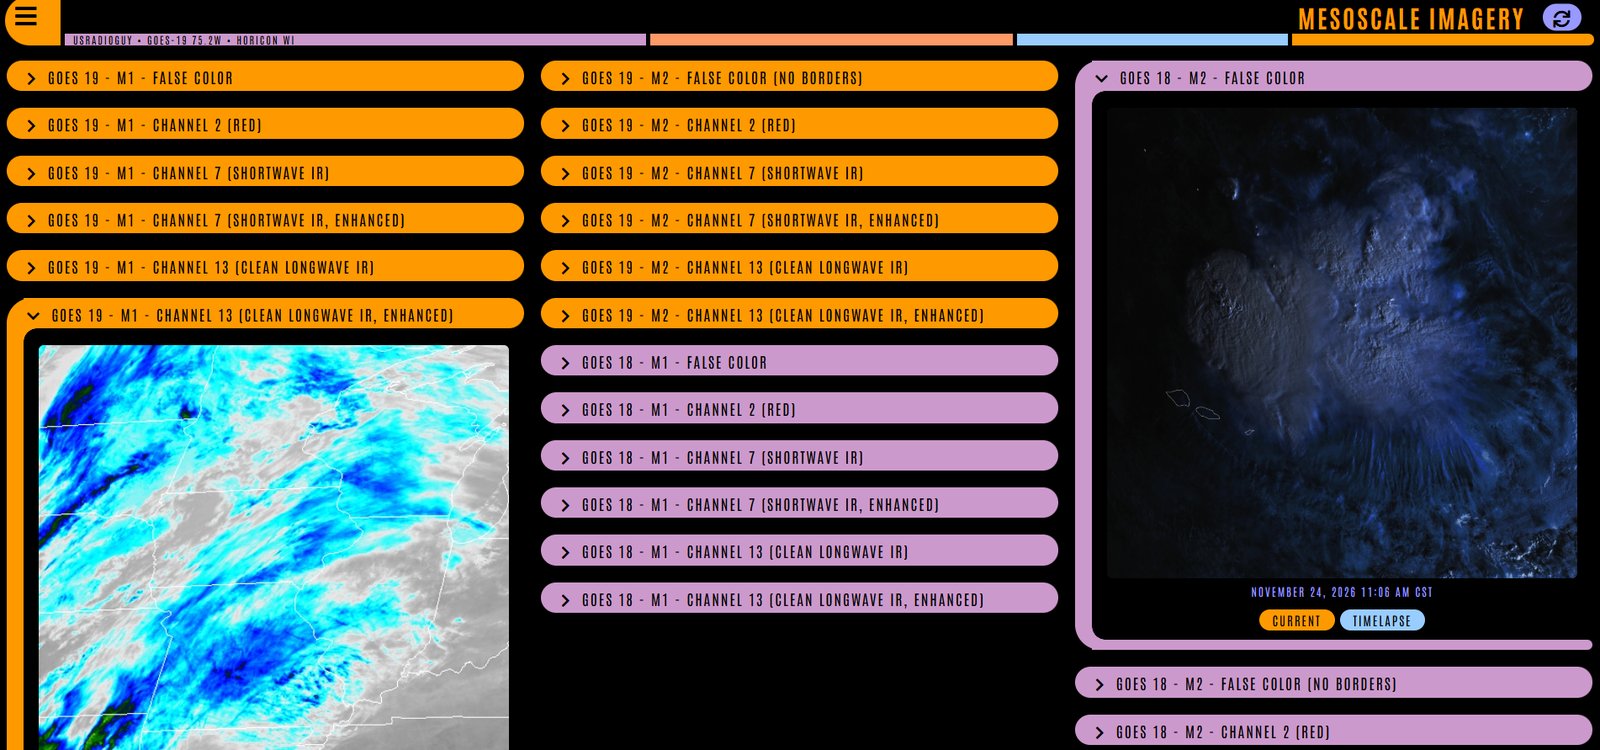 MESOSCALE IMAGERY
USRADIOGUY • GOES-19 75.2W • HORICON WI
GOES 19 - M1 - FALSE COLOR
GOES 19 - M1 - CHANNEL 2 (RED)
GOES 19 - M1 - CHANNEL 7 (SHORTWAVE IR)
GOES 19 - M1 - CHANNEL 7 (SHORTWAVE IR, ENHANCED)
GOES 19 - M1 - CHANNEL 13 (CLEAN LONGWAVE IR)
GOES 19 - M1 - CHANNEL 13 (CLEAN LONGWAVE IR, ENHANCED)
GOES 19 - M2 - FALSE COLOR (NO BORDERS)
GOES 19 - M2 - CHANNEL 2 (RED)
GOES 19 - M2 - CHANNEL 7 (SHORTWAVE IR)
GOES 19 - M2 - CHANNEL 7 (SHORTWAVE IR, ENHANCED)
GOES 19 - M2 - CHANNEL 13 (CLEAN LONGWAVE IR)
GOES 19 - M2 - CHANNEL 13 (CLEAN LONGWAVE IR, ENHANCED)
GOES 18 - M1 - FALSE COLOR
GOES 18 - M1 - CHANNEL 2 (RED)
GOES 18 - M1 - CHANNEL 7 (SHORTWAVE IR)
GOES 18 - M1 - CHANNEL 7 (SHORTWAVE IR, ENHANCED)
GOES 18 - M1 - CHANNEL 13 (CLEAN LONGWAVE IR)
GOES 18 - M1 - CHANNEL 13 (CLEAN LONGWAVE IR, ENHANCED)
GOES 18 - M2 - FALSE COLOR
NOVEMBER 24, 2026 11:06 AM CST
CURRENT
TIMELAPSE
GOES 18 - M2 - FALSE COLOR (NO BORDERS)
GOES 18 - M2 - CHANNEL 2 (RED)